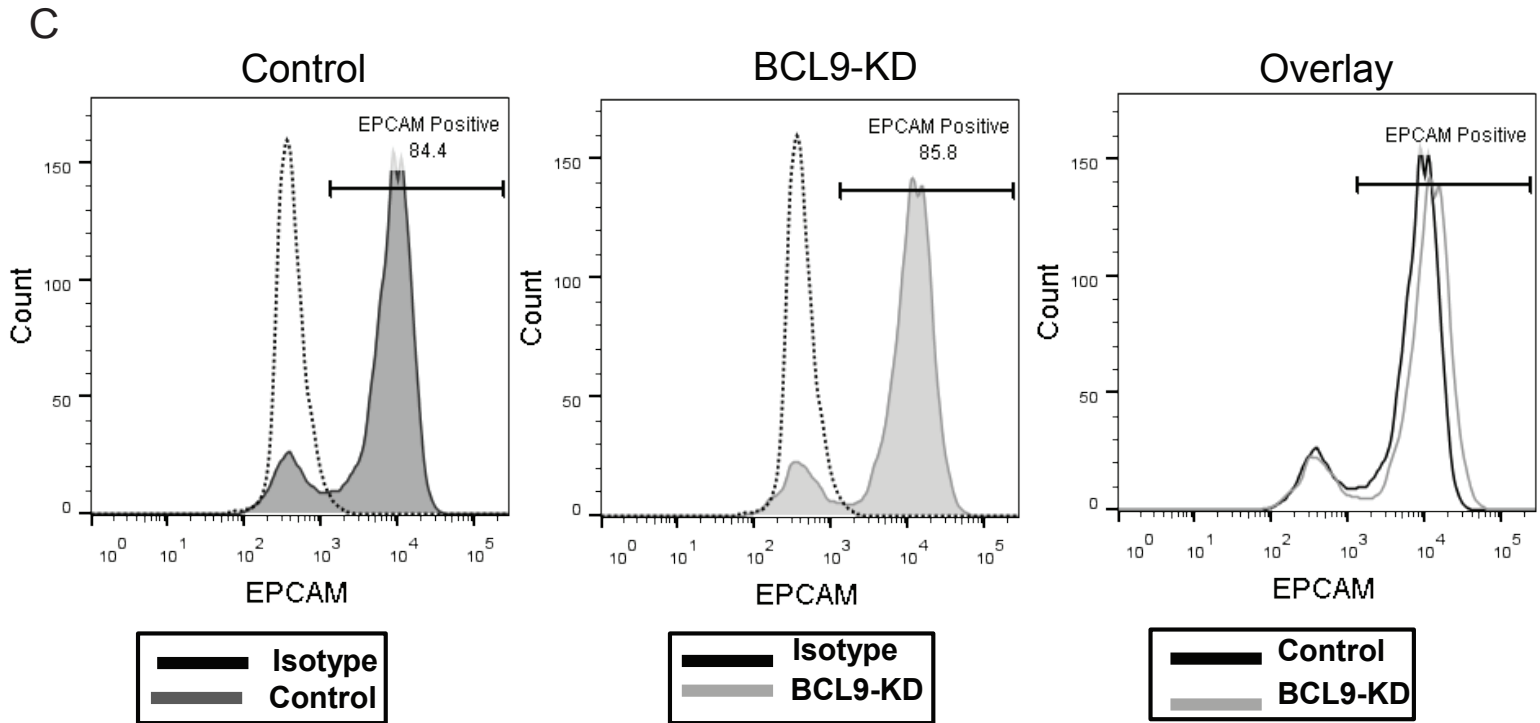 C
Control
EPCAM Positive
84.4
150
100
50
0
Count
10^0 10^1 10^2 10^3 10^4 10^5
EPCAM
Isotype
Control
BCL9-KD
EPCAM Positive
85.8
150
100
50
0
Count
10^0 10^1 10^2 10^3 10^4 10^5
EPCAM
Isotype
BCL9-KD
Overlay
EPCAM Positive
150
100
50
0
Count
10^0 10^1 10^2 10^3 10^4 10^5
EPCAM
Control
BCL9-KD